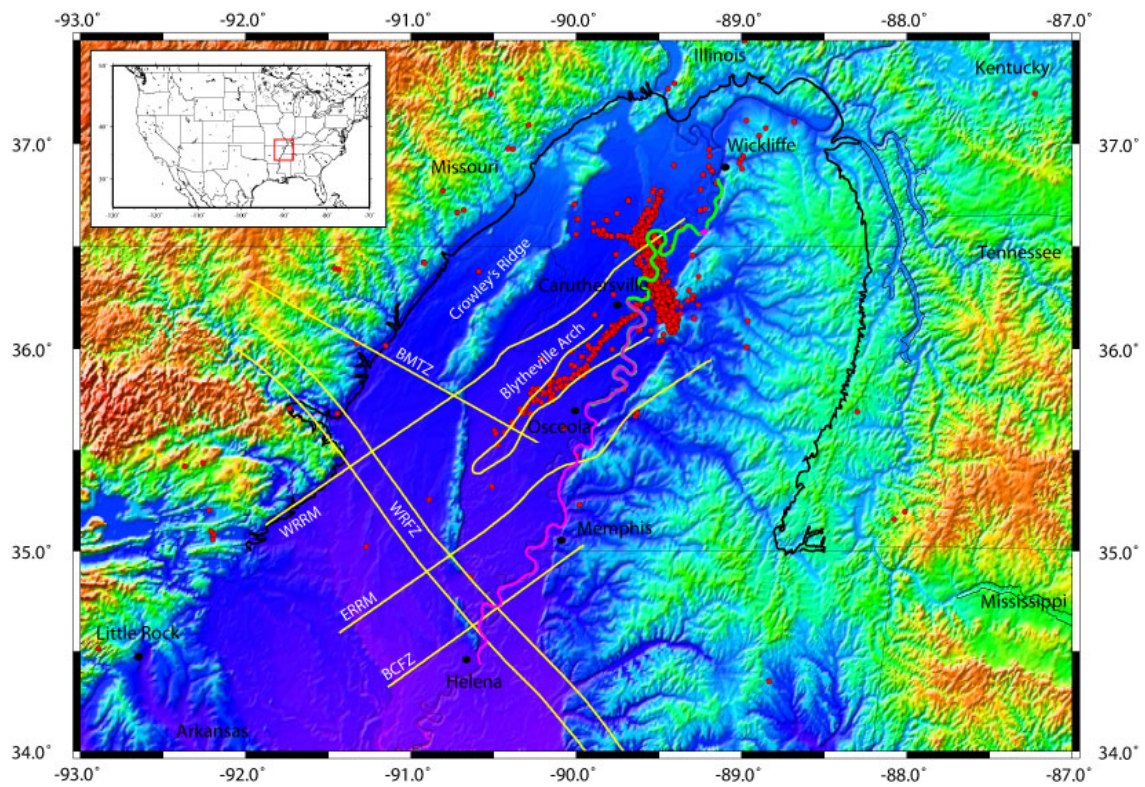 -93.0° -92.0° -91.0° -90.0° -89.0° -88.0° -87.0°
Illinois
Kentucky
37.0° 37.0°
Wickliffe
Missouri
Tennessee
Crowley's Ridge
Caruthersville
36.0° 36.0°
BMTZ
Blytheville Arch
Osceola
WRRM
WRFZ
Memphis
35.0° 35.0°
ERRM
Mississippi
Little Rock
BCFZ
Helena
Arkansas
34.0° 34.0°
-93.0° -92.0° -91.0° -90.0° -89.0° -88.0° -87.0°